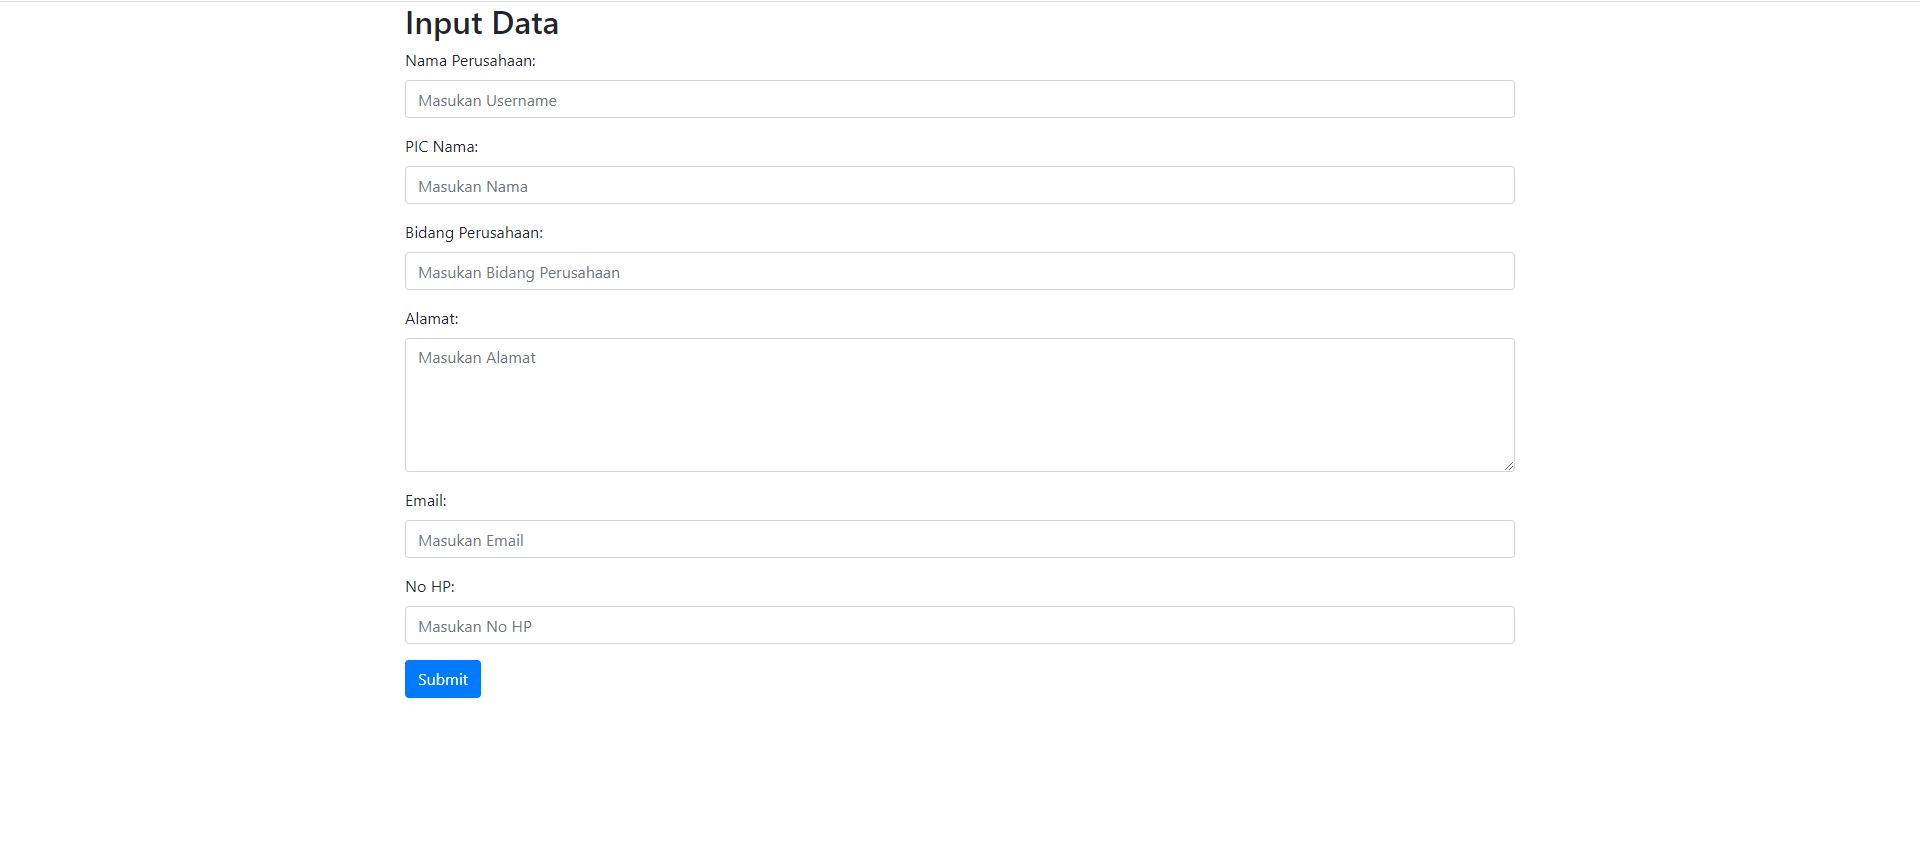 Input Data
Nama Perusahaan:
Masukan Username
PIC Nama:
Masukan Nama
Bidang Perusahaan:
Masukan Bidang Perusahaan
Alamat:
Masukan Alamat
Email:
Masukan Email
No HP:
Masukan No HP
Submit